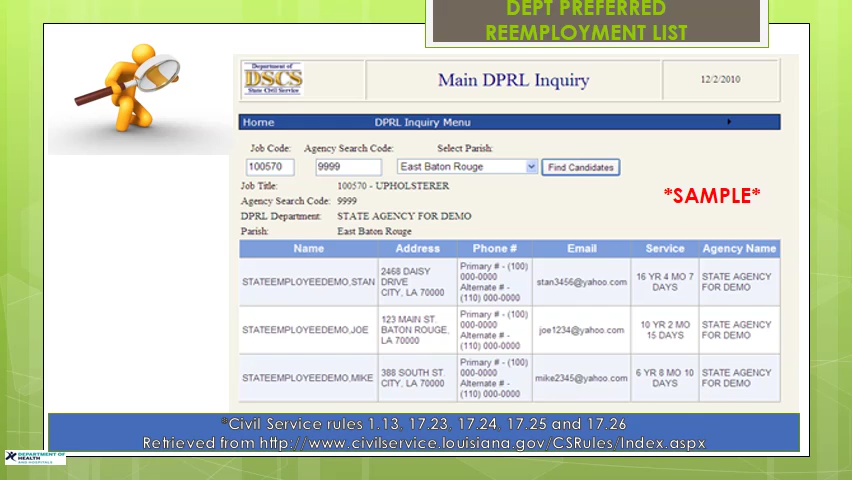 DEPT PREFERRED
REEMPLOYMENT LIST
Department of
DSCS
State Civil Service
Main DPRL Inquiry
12/2/2010
Home DPRL Inquiry Menu
Job Code: Agency Search Code: Select Parish:
100570 9999 East Baton Rouge Find Candidates
Job Title: 100570 - UPHOLSTERER
Agency Search Code: 9999
DPRL Department: STATE AGENCY FOR DEMO
Parish: East Baton Rouge
*SAMPLE*
Name Address Phone # Email Service Agency Name
STATEEMPLOYEEDEMO,STAN 2468 DAISY DRIVE CITY, LA 70000 Primary # - (100) 000-0000 Alternate # - (110) 000-0000 stan3456@yahoo.com 16 YR 4 MO 7 DAYS STATE AGENCY FOR DEMO
STATEEMPLOYEEDEMO,JOE 123 MAIN ST. BATON ROUGE, LA 70000 Primary # - (100) 000-0000 Alternate # - (110) 000-0000 joe1234@yahoo.com 10 YR 2 MO 15 DAYS STATE AGENCY FOR DEMO
STATEEMPLOYEEDEMO,MIKE 388 SOUTH ST. CITY, LA 70000 Primary # - (100) 000-0000 Alternate # - (110) 000-0000 mike2345@yahoo.com 6 YR 8 MO 10 DAYS STATE AGENCY FOR DEMO
*Civil Service rules 1.13, 17.23, 17.24, 17.25 and 17.26
Retrieved from http://www.civilservice.louisiana.gov/CSRules/Index.aspx
DEPARTMENT OF
HEALTH
AND HOSPITALS